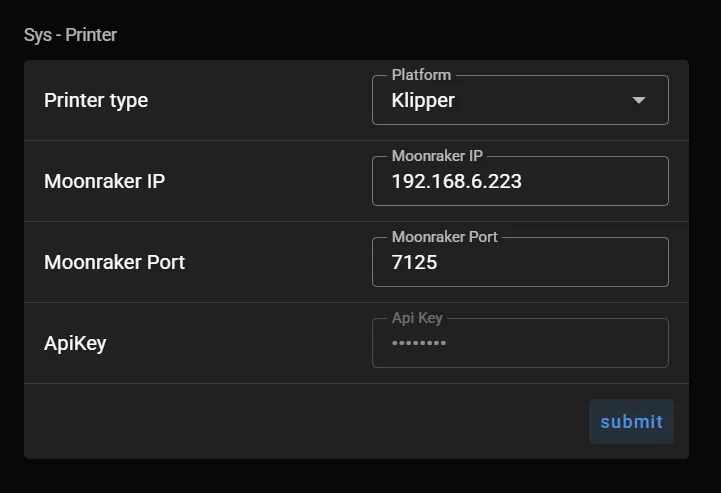 Sys - Printer
Platform
Printer type Klipper
Moonraker IP
Moonraker IP 192.168.6.223
Moonraker Port
Moonraker Port 7125
Api Key
ApiKey ••••••••
submit